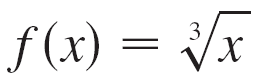 f(x) = ∛x